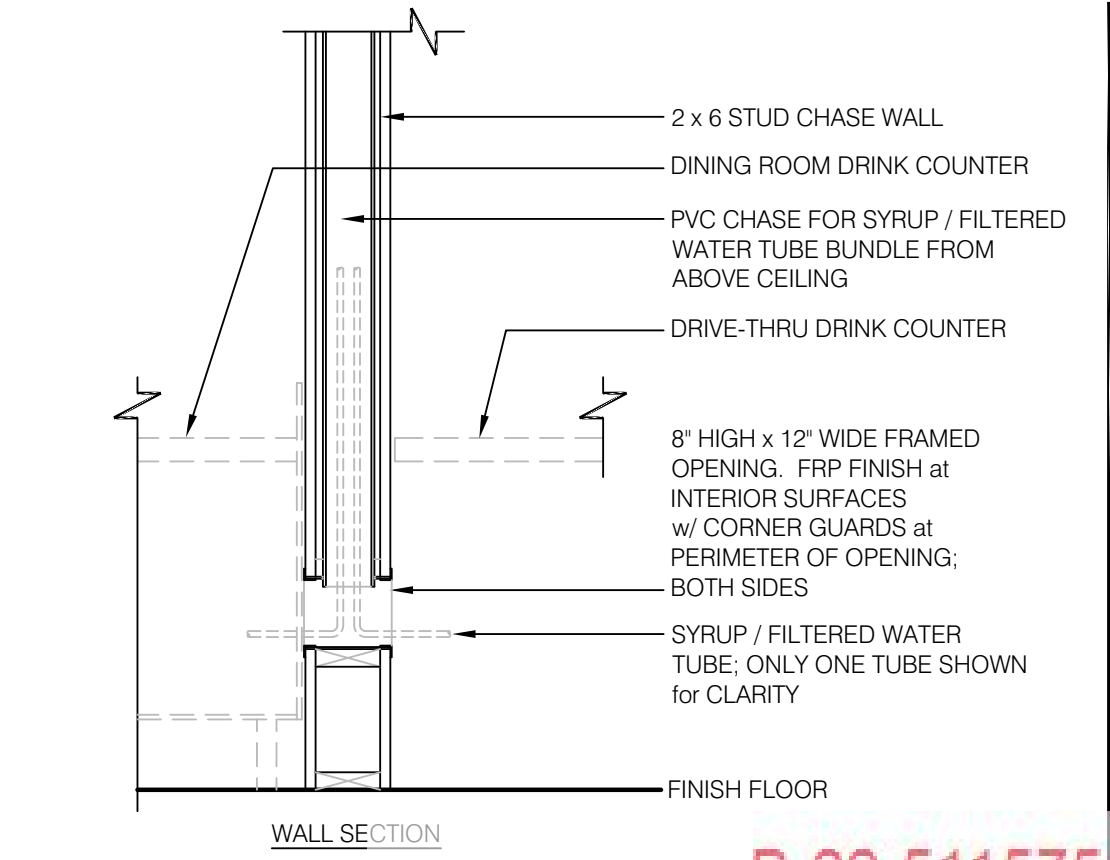 2 x 6 STUD CHASE WALL
DINING ROOM DRINK COUNTER
PVC CHASE FOR SYRUP / FILTERED
WATER TUBE BUNDLE FROM
ABOVE CEILING
DRIVE-THRU DRINK COUNTER
8" HIGH x 12" WIDE FRAMED
OPENING. FRP FINISH at
INTERIOR SURFACES
w/ CORNER GUARDS at
PERIMETER OF OPENING;
BOTH SIDES
SYRUP / FILTERED WATER
TUBE; ONLY ONE TUBE SHOWN
for CLARITY
FINISH FLOOR
WALL SECTION